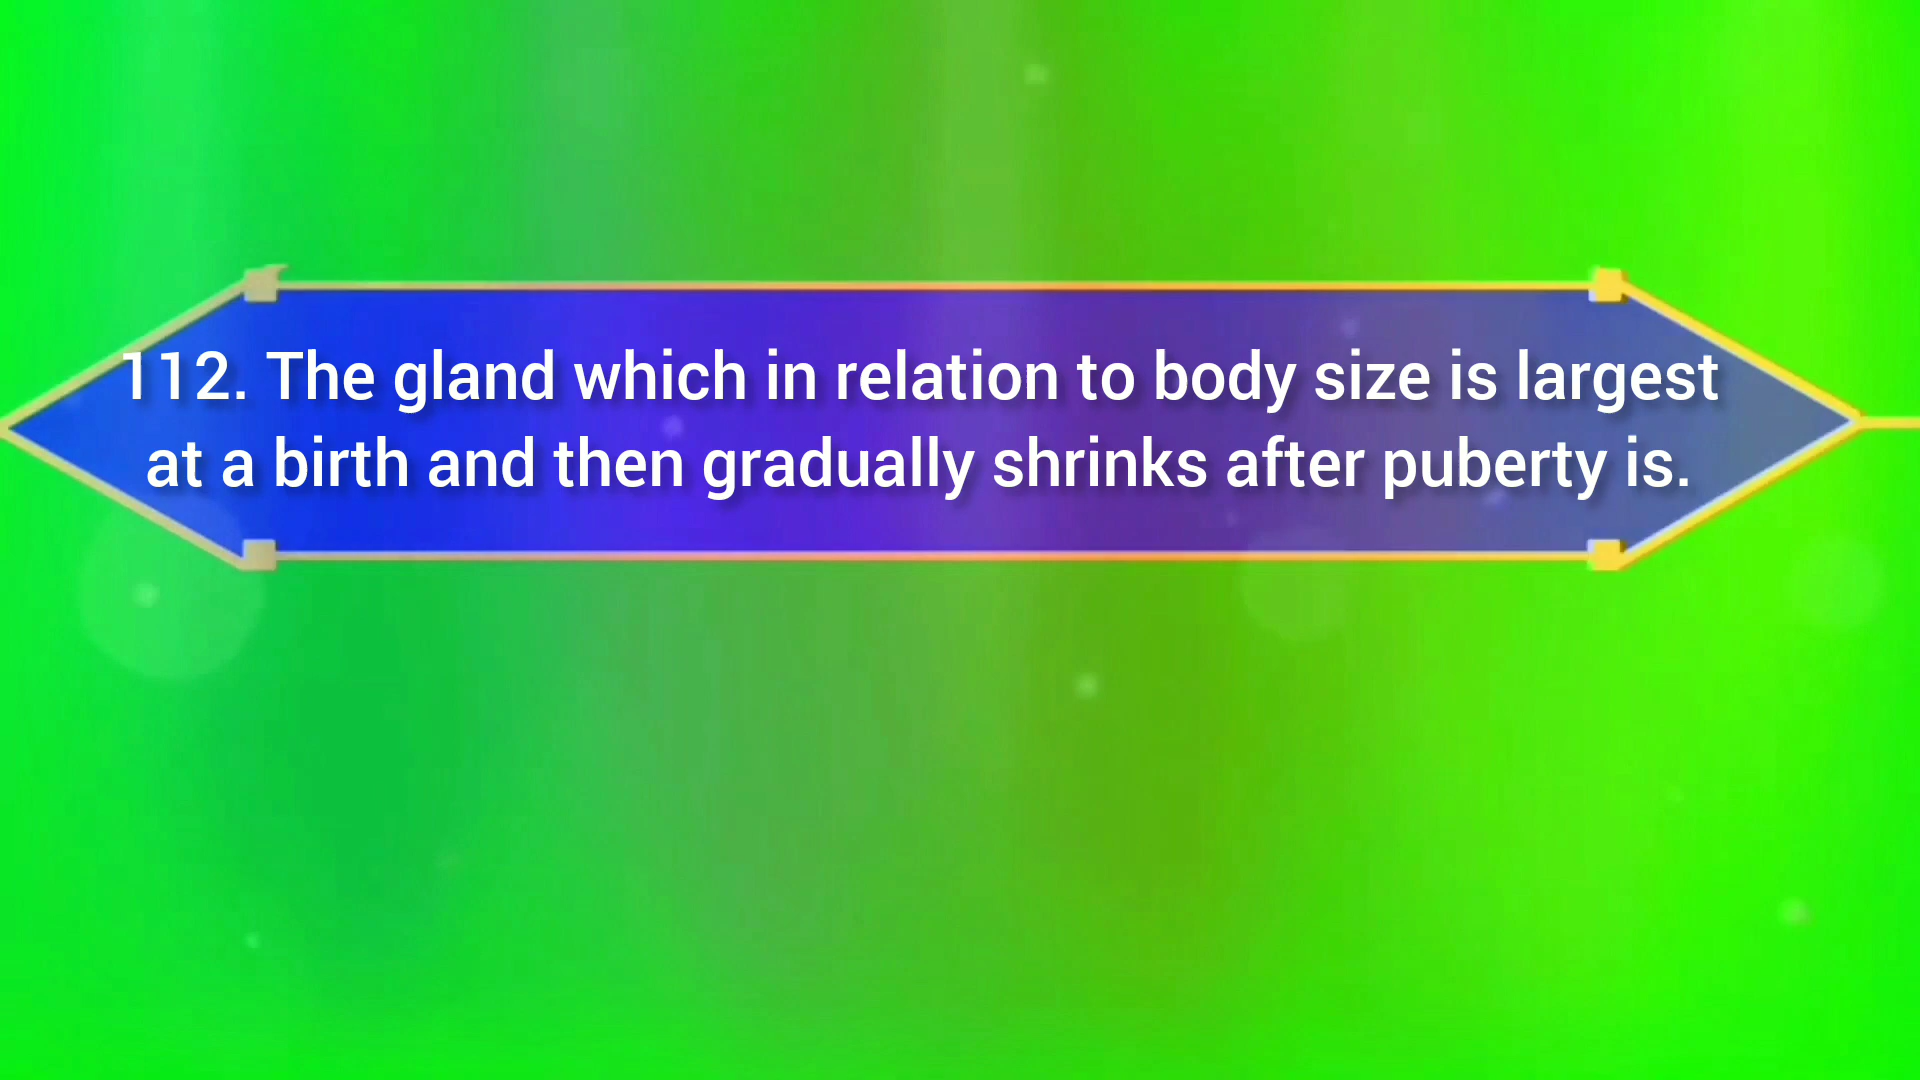 112. The gland which in relation to body size is largest
at a birth and then gradually shrinks after puberty is.